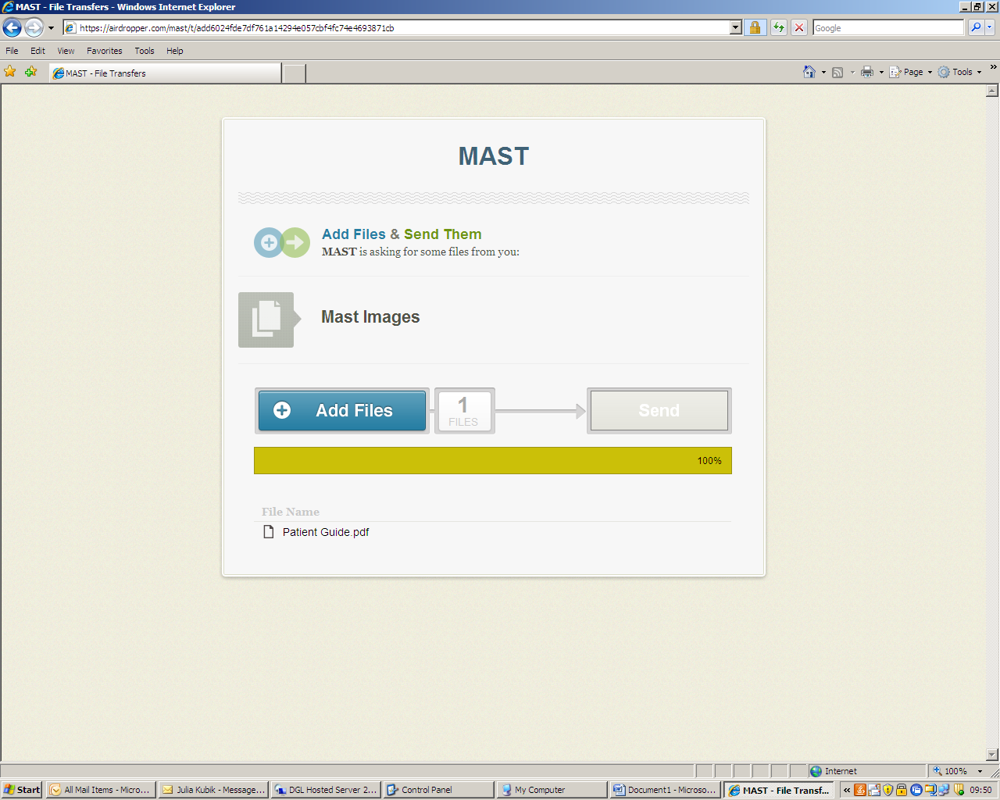 MAST - File Transfers - Windows Internet Explorer
https://airdropper.com/mast/t/add6024fde7df761a14294e057cbf4fc74e4693871cb
Google
File Edit View Favorites Tools Help
MAST - File Transfers
Page Tools
MAST
Add Files & Send Them
MAST is asking for some files from you:
Mast Images
Add Files
1
FILES
Send
100%
File Name
Patient Guide.pdf
Internet
100%
Start
All Mail Items - Micro...
Julia Kubik - Message...
DGL Hosted Server 2...
Control Panel
My Computer
Document1 - Microso...
MAST - File Transf...
09:50